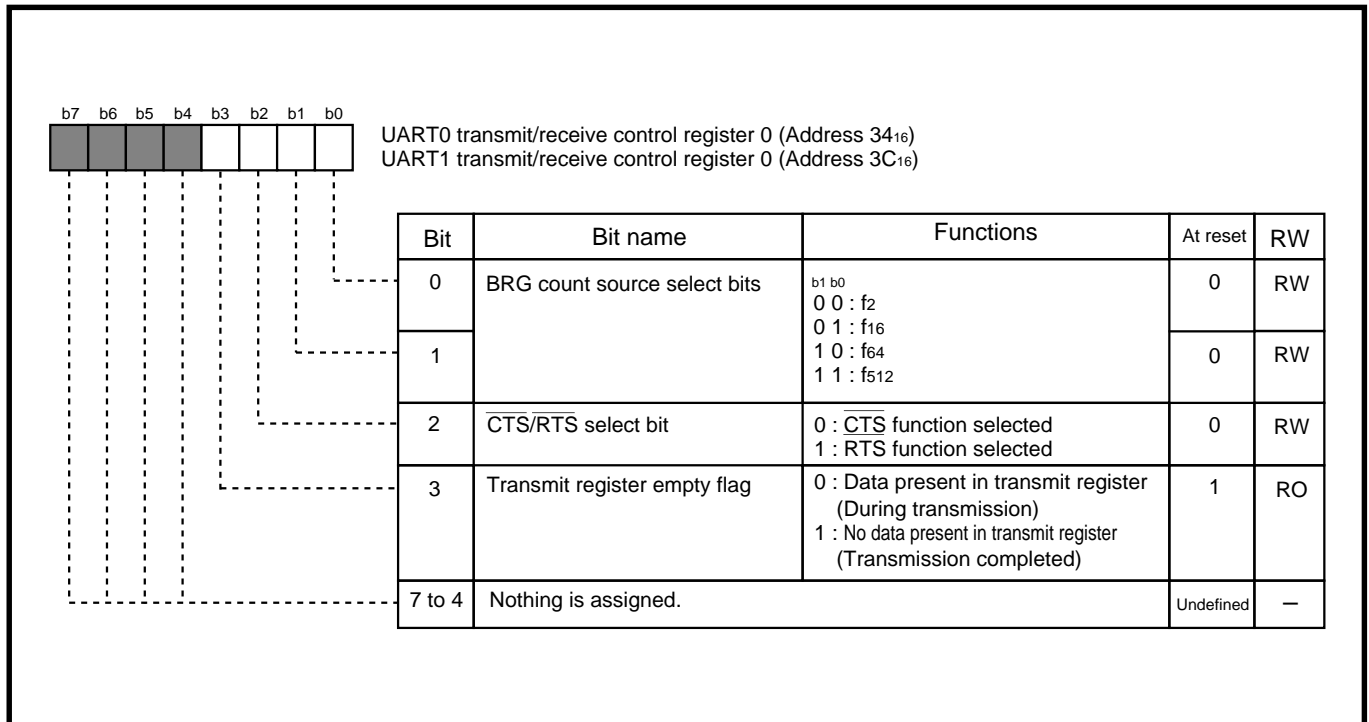 b7 b6 b5 b4 b3 b2 b1 b0
UART0 transmit/receive control register 0 (Address 34₁₆)
UART1 transmit/receive control register 0 (Address 3C₁₆)
Bit Bit name Functions At reset RW
0 BRG count source select bits b1 b0 0 RW
0 0 : f₂
0 1 : f₁₆
1 1 0 : f₆₄ 0 RW
1 1 : f₅₁₂
2 C̅T̅S̅/R̅T̅S̅ select bit 0 : C̅T̅S̅ function selected 0 RW
1 : R̅T̅S̅ function selected
3 Transmit register empty flag 0 : Data present in transmit register 1 RO
(During transmission)
1 : No data present in transmit register
(Transmission completed)
7 to 4 Nothing is assigned. Undefined –